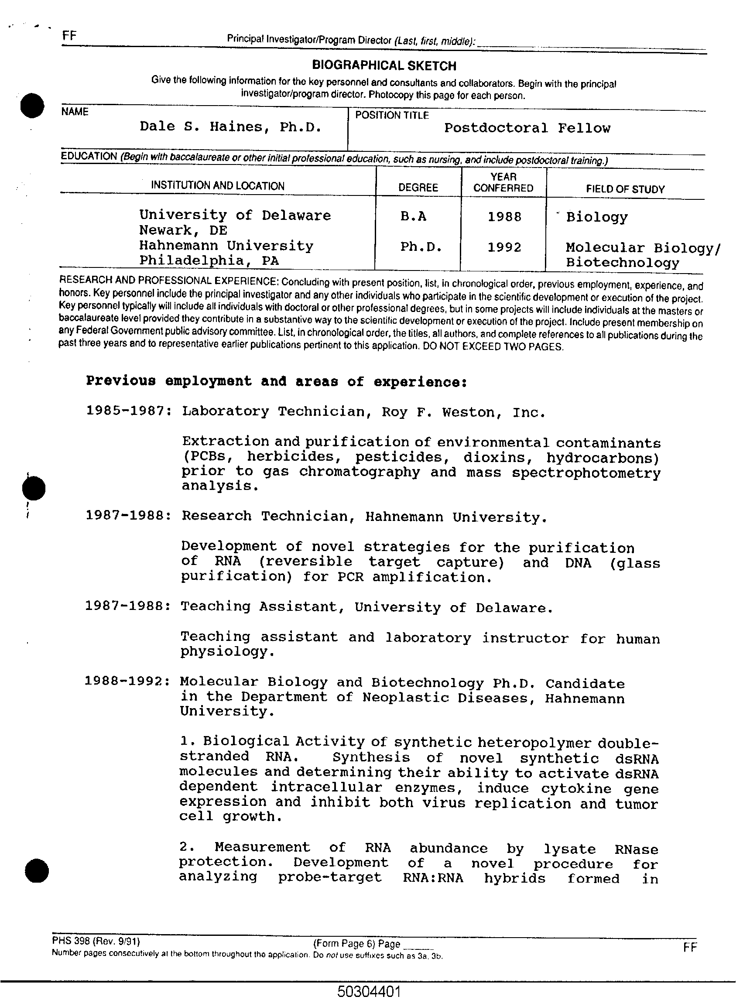 FF
Principal Investigator/Program Director (Last, first, middle):
BIOGRAPHICAL SKETCH
Give the following information for the key personnel and consultants and collaborators. Begin with the principal
investigator/program director. Photocopy this page for each person.
NAME
POSITION TITLE
Dale S. Haines, Ph.D.
Postdoctoral Fellow
EDUCATION (Begin with baccalaureate or other initial professional education, such as nursing, and include postdoctoral training.)
INSTITUTION AND LOCATION DEGREE YEAR CONFERRED FIELD OF STUDY
University of Delaware B.A 1988 Biology
Newark, DE
Hahnemann University Ph.D. 1992 Molecular Biology/
Philadelphia, PA Biotechnology
RESEARCH AND PROFESSIONAL EXPERIENCE: Concluding with present position, list, in chronological order, previous employment, experience, and
honors. Key personnel include the principal investigator and any other individuals who participate in the scientific development or execution of the project.
Key personnel typically will include all individuals with doctoral or other professional degrees, but in some projects will include individuals at the masters or
baccalaureate level provided they contribute in a substantive way to the scientific development or execution of the project. Include present membership on
any Federal Government public advisory committee. List, in chronological order, the titles, all authors, and complete references to all publications during the
past three years and to representative earlier publications pertinent to this application. DO NOT EXCEED TWO PAGES.
Previous employment and areas of experience:
1985-1987: Laboratory Technician, Roy F. Weston, Inc.
Extraction and purification of environmental contaminants
(PCBs, herbicides, pesticides, dioxins, hydrocarbons)
prior to gas chromatography and mass spectrophotometry
analysis.
1987-1988: Research Technician, Hahnemann University.
Development of novel strategies for the purification
of RNA (reversible target capture) and DNA (glass
purification) for PCR amplification.
1987-1988: Teaching Assistant, University of Delaware.
Teaching assistant and laboratory instructor for human
physiology.
1988-1992: Molecular Biology and Biotechnology Ph.D. Candidate
in the Department of Neoplastic Diseases, Hahnemann
University.
1. Biological Activity of synthetic heteropolymer double-
stranded RNA. Synthesis of novel synthetic dsRNA
molecules and determining their ability to activate dsRNA
dependent intracellular enzymes, induce cytokine gene
expression and inhibit both virus replication and tumor
cell growth.
2. Measurement of RNA abundance by lysate RNase
protection. Development of a novel procedure for
analyzing probe-target RNA:RNA hybrids formed in
PHS 398 (Rev. 9/91) (Form Page 6) Page FF
Number pages consecutively at the bottom throughout the application. Do not use suffixes such as 3a, 3b.
50304401